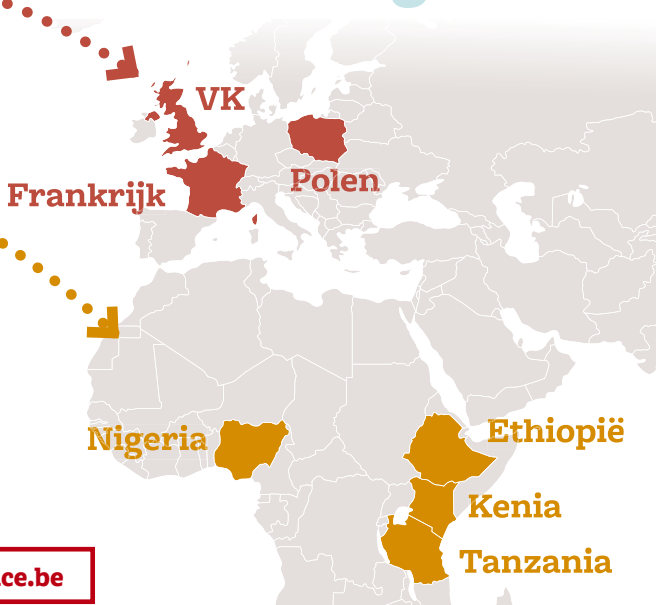 VK
Polen
Frankrijk
Nigeria
Ethiopië
Kenia
Tanzania
ce.be